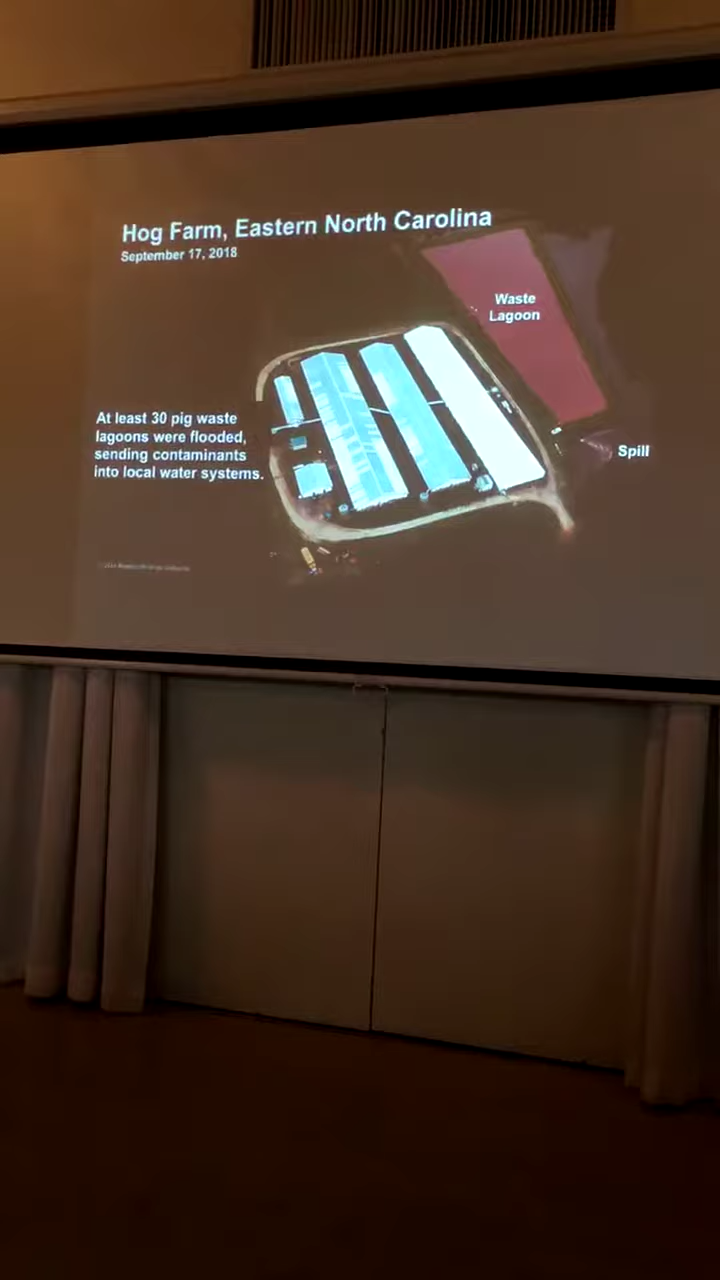 Hog Farm, Eastern North Carolina
September 17, 2018
Waste
Lagoon
At least 30 pig waste
lagoons were flooded,
sending contaminants
into local water systems.
Spill